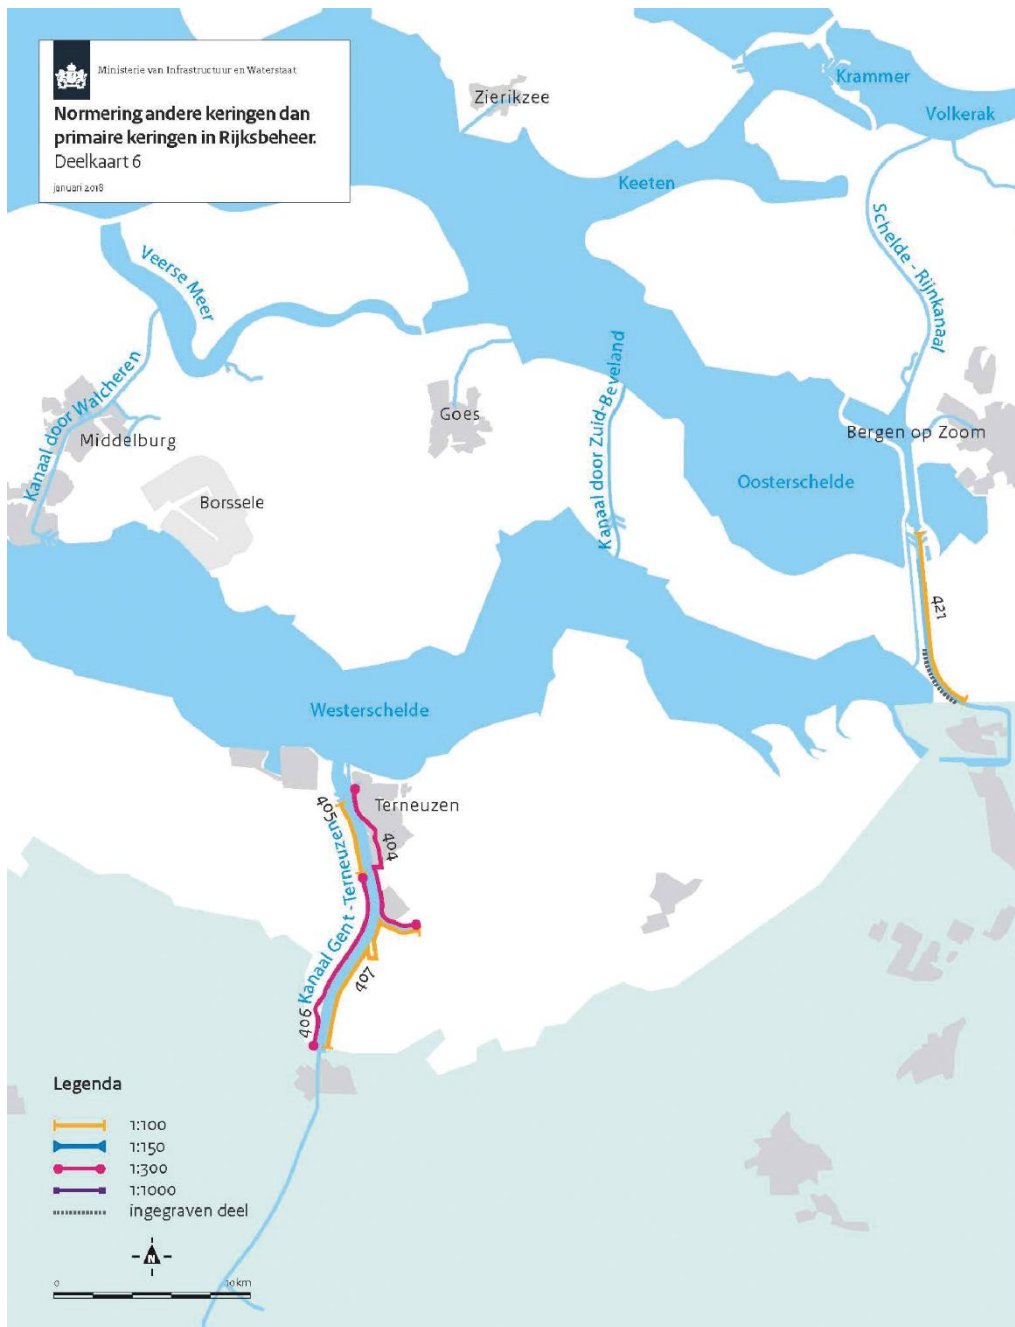 Ministerie van Infrastructuur en Waterstaat
Normering andere keringen dan
primaire keringen in Rijksbeheer.
Deelkaart 6
januari 2018
Zierikzee
Krammer
Volkerak
Keeten
Schelde - Rijnkanaal
Veerse Meer
Kanaal door Walcheren
Middelburg
Goes
Kanaal door Zuid-Beveland
Bergen op Zoom
Oosterschelde
Borssele
421
Westerschelde
Terneuzen
405
404
Kanaal Gent - Terneuzen
407
406
Legenda
1:100
1:150
1:300
1:1000
ingegraven deel
N
0 10 km